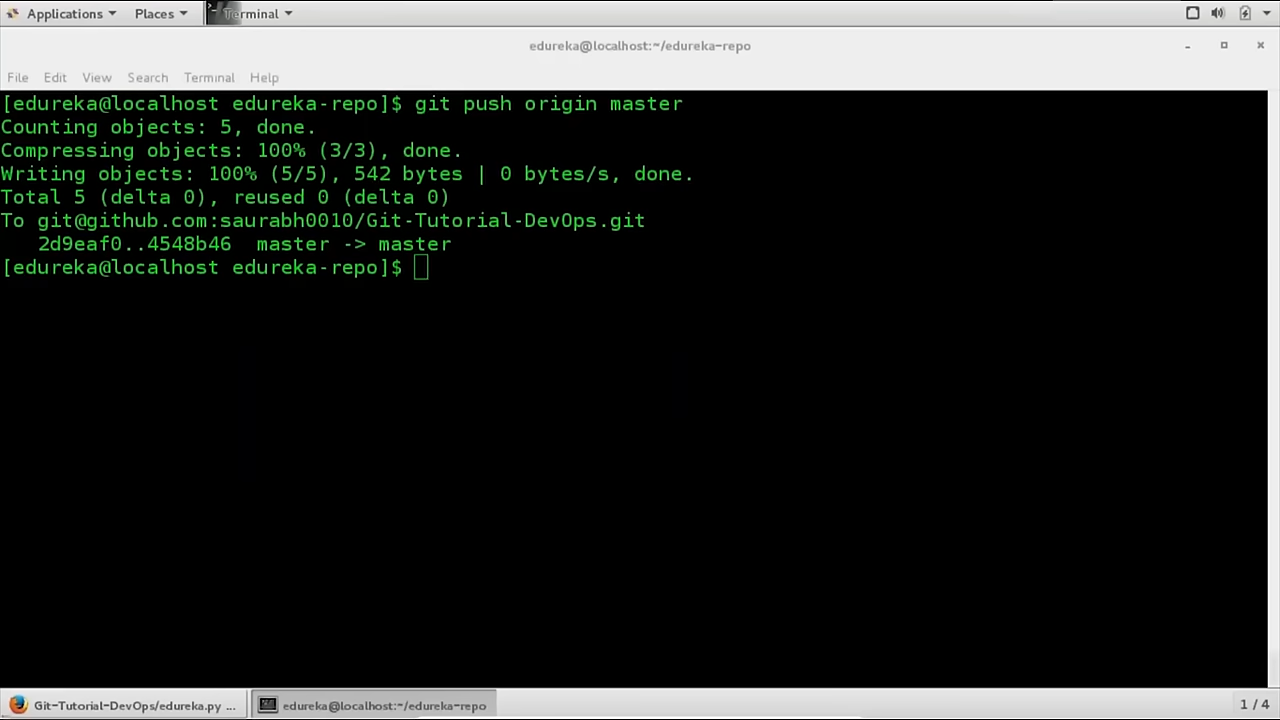 Applications Places Terminal
edureka@localhost:~/edureka-repo
File Edit View Search Terminal Help
[edureka@localhost edureka-repo]$ git push origin master
Counting objects: 5, done.
Compressing objects: 100% (3/3), done.
Writing objects: 100% (5/5), 542 bytes | 0 bytes/s, done.
Total 5 (delta 0), reused 0 (delta 0)
To git@github.com:saurabh0010/Git-Tutorial-DevOps.git
2d9eaf0..4548b46 master -> master
[edureka@localhost edureka-repo]$
Git-Tutorial-DevOps/edureka.py ... edureka@localhost:~/edureka-repo 1 / 4